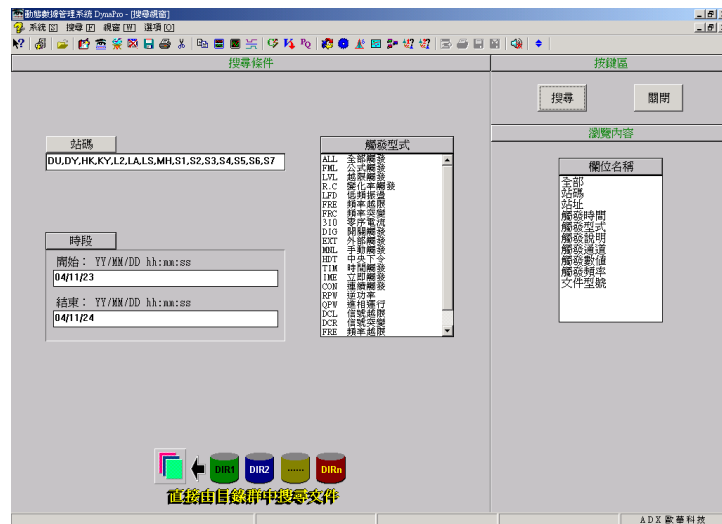 動態數據管理系統 DynaPro - [搜尋視窗]
系統[S] 搜尋[F] 視窗[W] 選項[O]
搜尋條件
按鍵區
搜尋
關閉
瀏覽內容
站碼
DU,DY,HK,KY,L2,LA,LS,MH,S1,S2,S3,S4,S5,S6,S7
時段
開始： YY/MM/DD hh:mm:ss
04/11/23
結束： YY/MM/DD hh:mm:ss
04/11/24
觸發型式
ALL 全部觸發
FML 公式觸發
LVL 越限觸發
R.C 變化率觸發
LFD 低頻振盪
FRE 頻率越限
FRC 頻率突變
3I0 零序電流
DIG 開關觸發
EXT 外部觸發
MNL 手動觸發
HDT 中央下令
TIM 時間觸發
IME 立即觸發
CON 連續觸發
RPW 逆功率
QPW 進相運行
DCL 信號越限
DCR 信號突變
FRE 頻率越限
欄位名稱
全部
站碼
站址
觸發時間
觸發型式
觸發說明
觸發通道
觸發數值
觸發頻率
文件型號
DIR1
DIR2
......
DIRn
直接由目錄群中搜尋文件
ADX 歐華科技